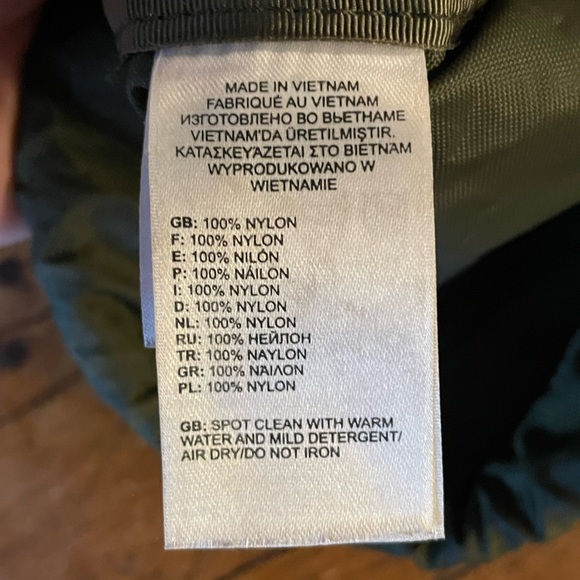 MADE IN VIETNAM
FABRIQUÉ AU VIETNAM
ИЗГОТОВЛЕНО ВО ВЬЕТНАМЕ
VIETNAM'DA ÜRETILMIŞTIR.
ΚΑΤΑΣΚΕΥΆΖΕΤΑΙ ΣΤΟ ΒΙΕΤΝΆΜ
WYPRODUKOWANO W
WIETNAMIE
GB: 100% NYLON
F: 100% NYLON
E: 100% NILÓN
P: 100% NÁILON
I: 100% NYLON
D: 100% NYLON
NL: 100% NYLON
RU: 100% НЕЙЛОН
TR: 100% NAYLON
GR: 100% ΝΆΙΛΟΝ
PL: 100% NYLON
GB: SPOT CLEAN WITH WARM
WATER AND MILD DETERGENT/
AIR DRY/DO NOT IRON